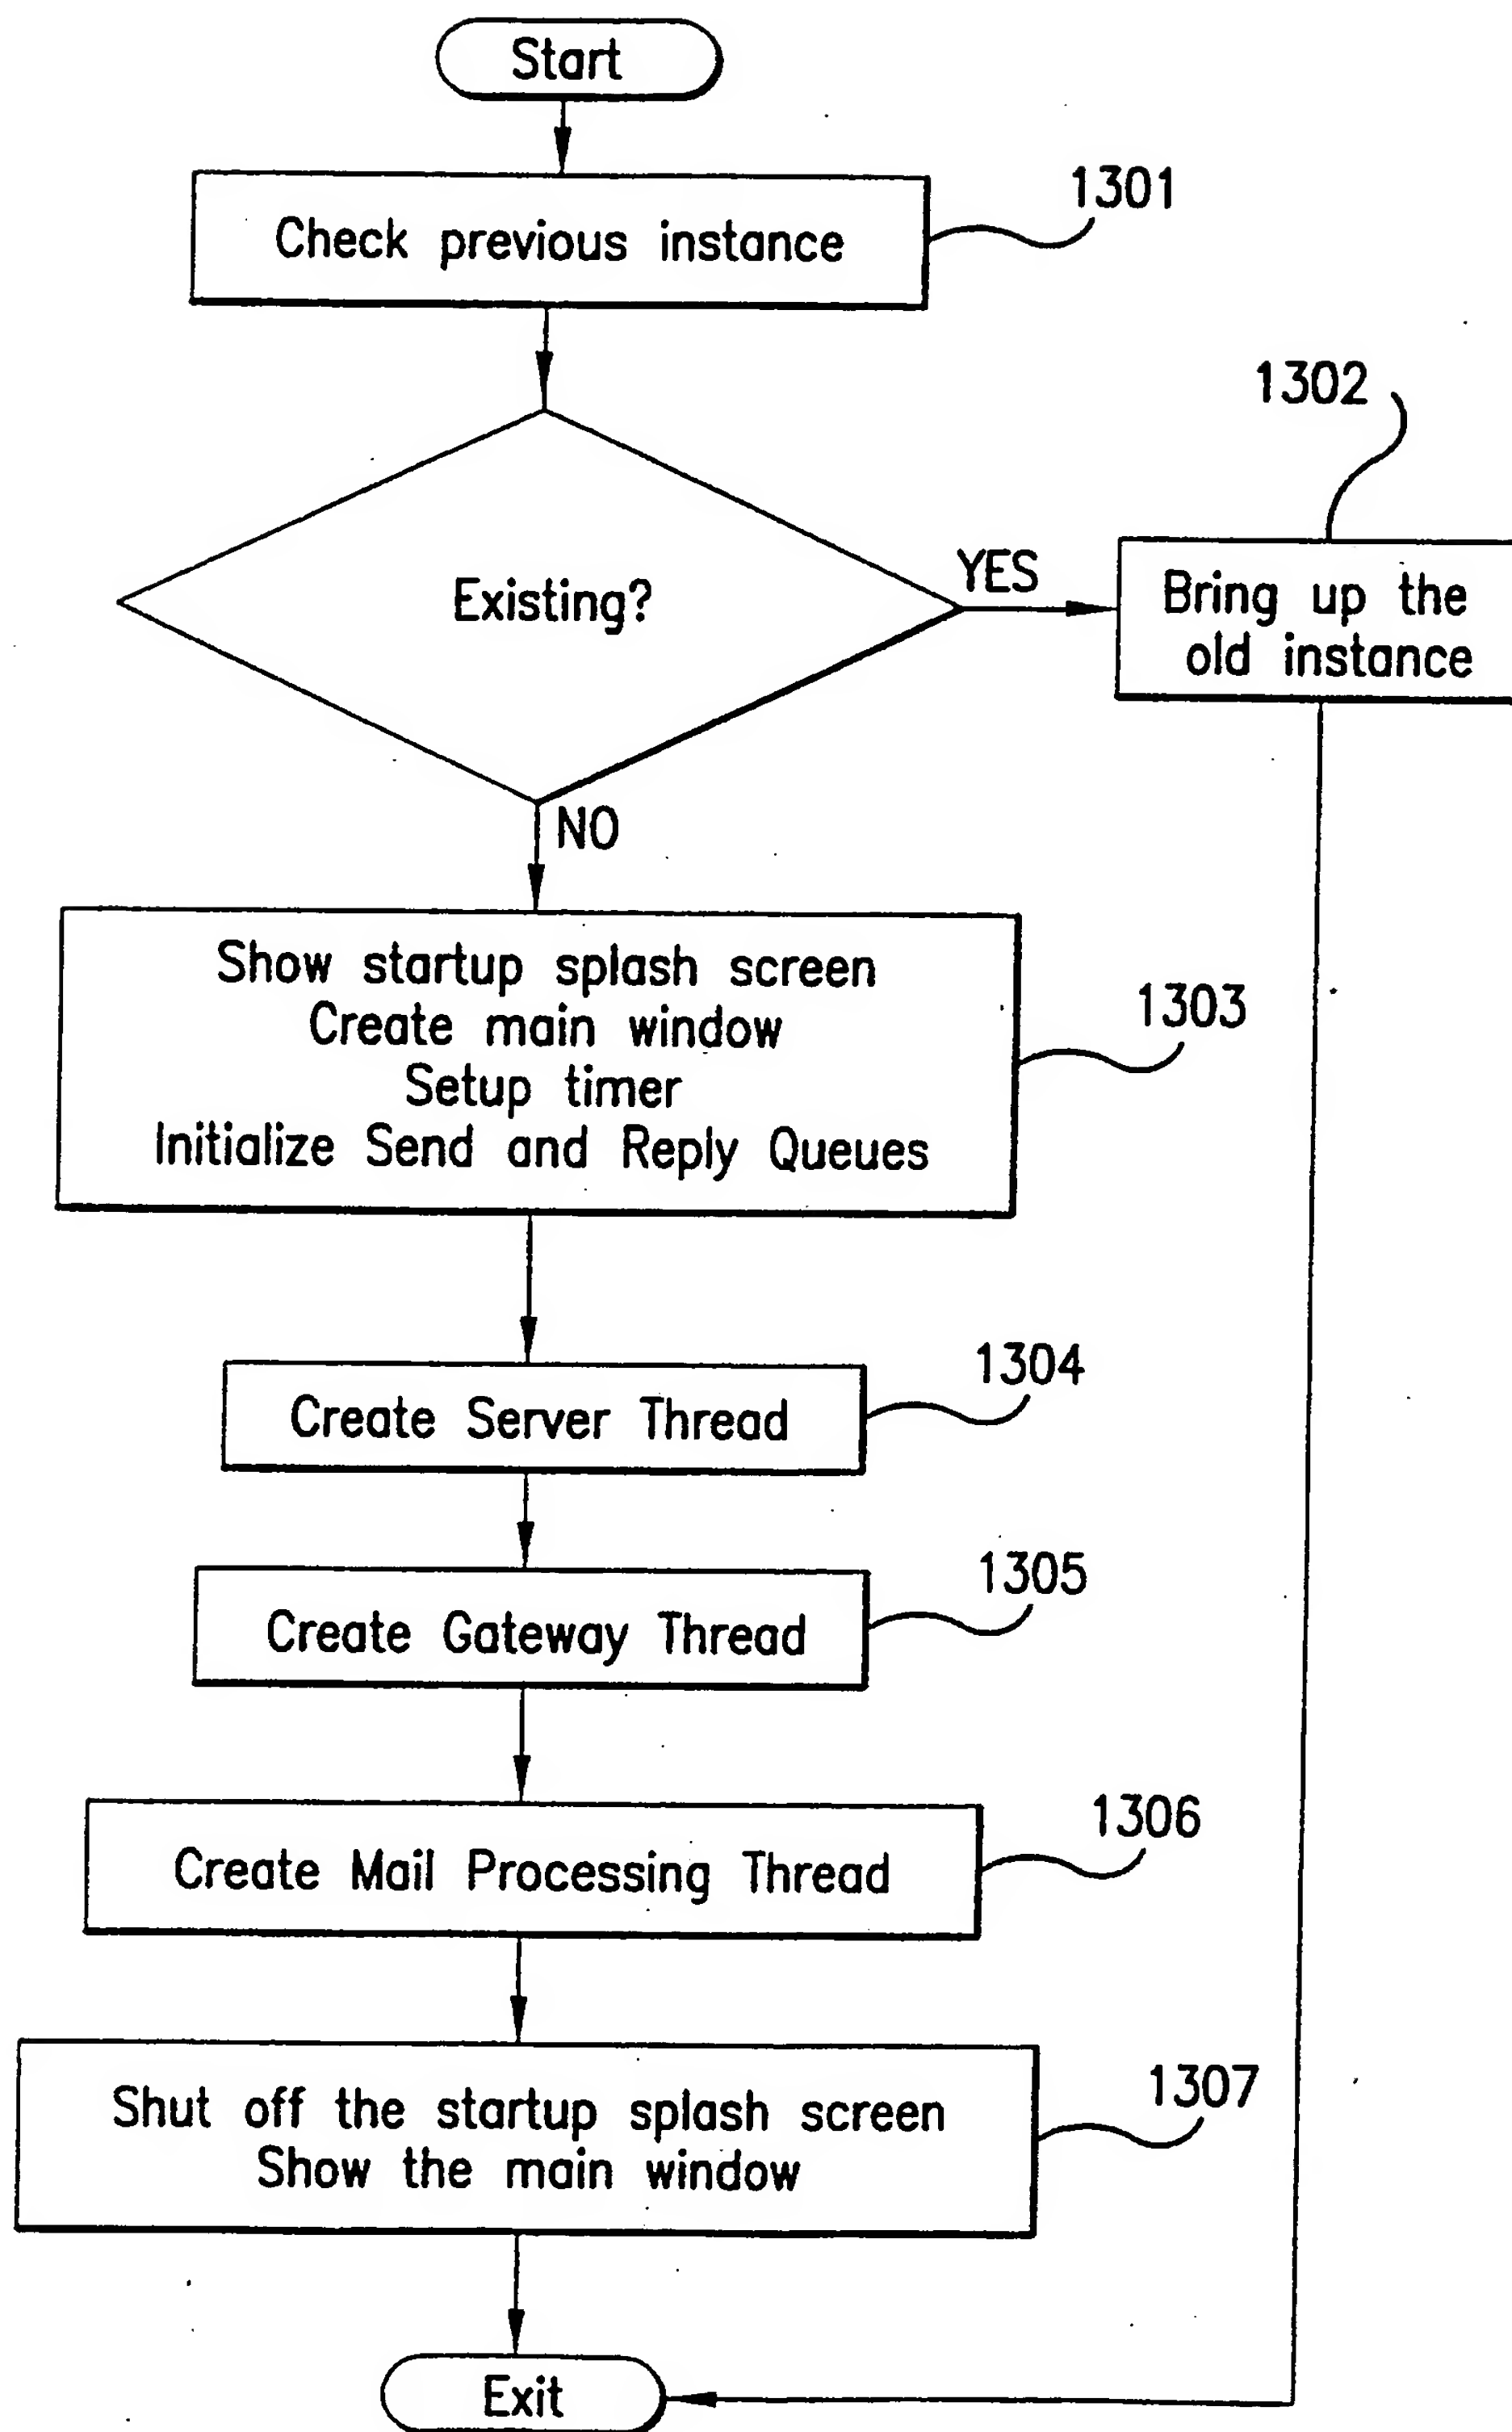 Start
Check previous instance
1301
Existing?
YES
1302
Bring up the
old instance
NO
Show startup splash screen
Create main window
Setup timer
Initialize Send and Reply Queues
1303
Create Server Thread
1304
Create Gateway Thread
1305
Create Mail Processing Thread
1306
Shut off the startup splash screen
Show the main window
1307
Exit